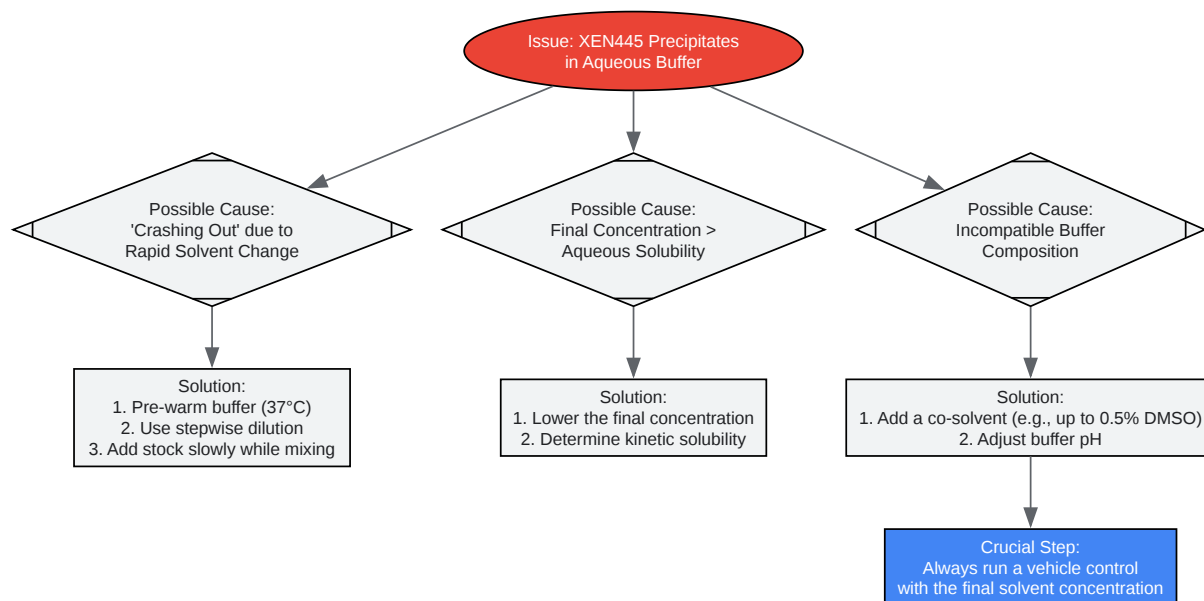 Issue: XEN445 Precipitates
in Aqueous Buffer
Possible Cause:
'Crashing Out' due to
Rapid Solvent Change
Possible Cause:
Final Concentration >
Aqueous Solubility
Possible Cause:
Incompatible Buffer
Composition
Solution:
1. Pre-warm buffer (37°C)
2. Use stepwise dilution
3. Add stock slowly while mixing
Solution:
1. Lower the final concentration
2. Determine kinetic solubility
Solution:
1. Add a co-solvent (e.g., up to 0.5% DMSO)
2. Adjust buffer pH
Crucial Step:
Always run a vehicle control
with the final solvent concentration